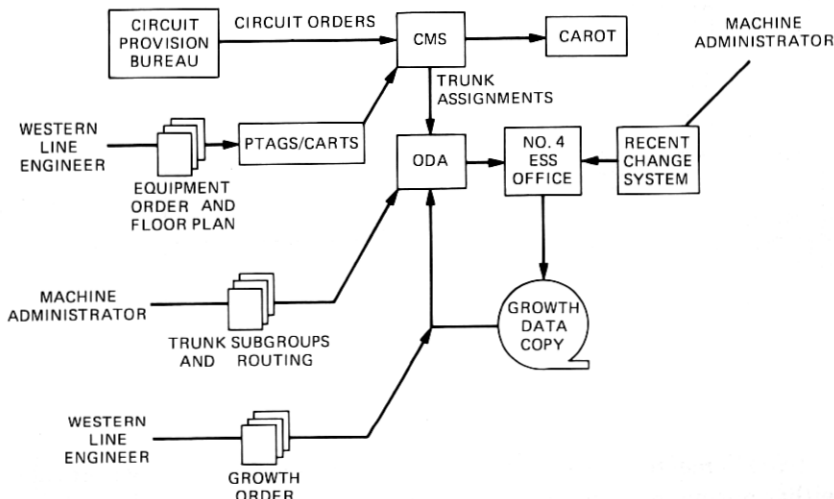 CIRCUIT
PROVISION
BUREAU
CIRCUIT ORDERS
CMS
CAROT
MACHINE
ADMINISTRATOR
TRUNK
ASSIGNMENTS
WESTERN
LINE
ENGINEER
EQUIPMENT
ORDER AND
FLOOR PLAN
PTAGS/CARTS
ODA
NO. 4
ESS
OFFICE
RECENT
CHANGE
SYSTEM
MACHINE
ADMINISTRATOR
TRUNK SUBGROUPS
AND ROUTING
GROWTH
DATA
COPY
WESTERN
LINE
ENGINEER
GROWTH
ORDER